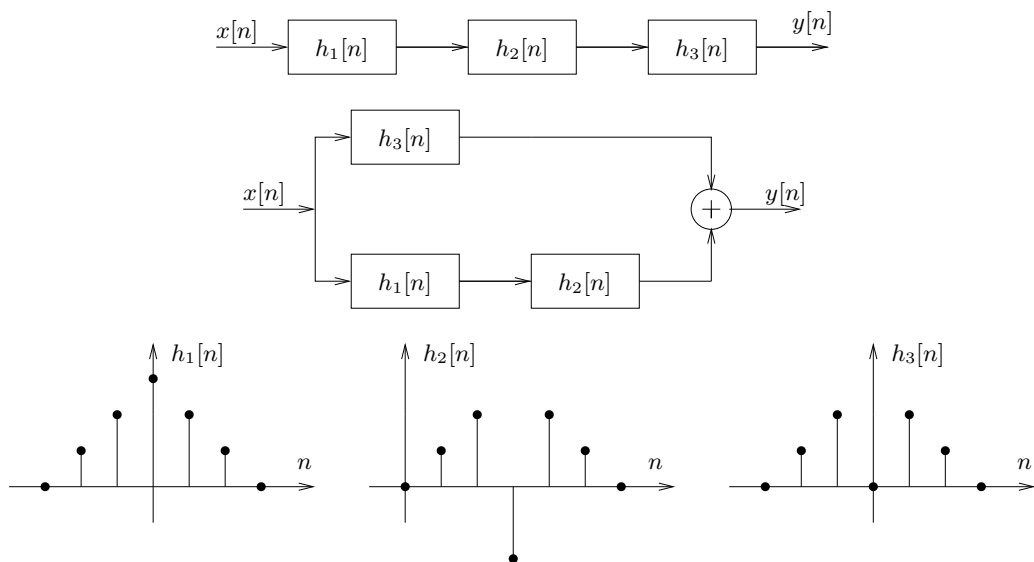 x[n] h₁[n] h₂[n] h₃[n] y[n]
h₃[n]
x[n] + y[n]
h₁[n] h₂[n]
h₁[n] h₂[n] h₃[n]
n n n